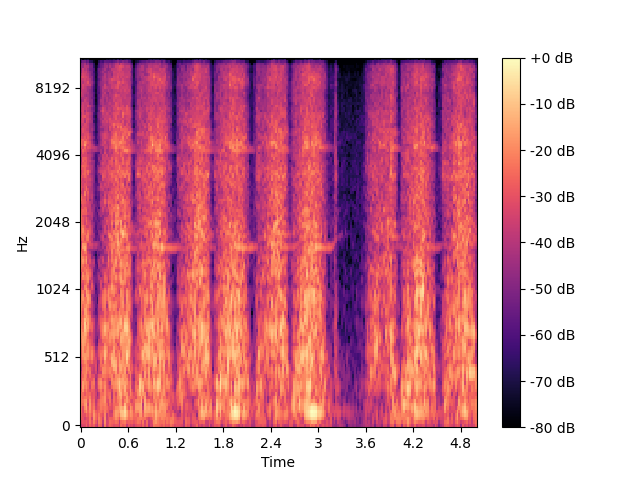 +0 dB
8192
-10 dB
4096
-20 dB
-30 dB
2048
-40 dB
Hz
1024
-50 dB
-60 dB
512
-70 dB
0
-80 dB
0 0.6 1.2 1.8 2.4 3 3.6 4.2 4.8
Time